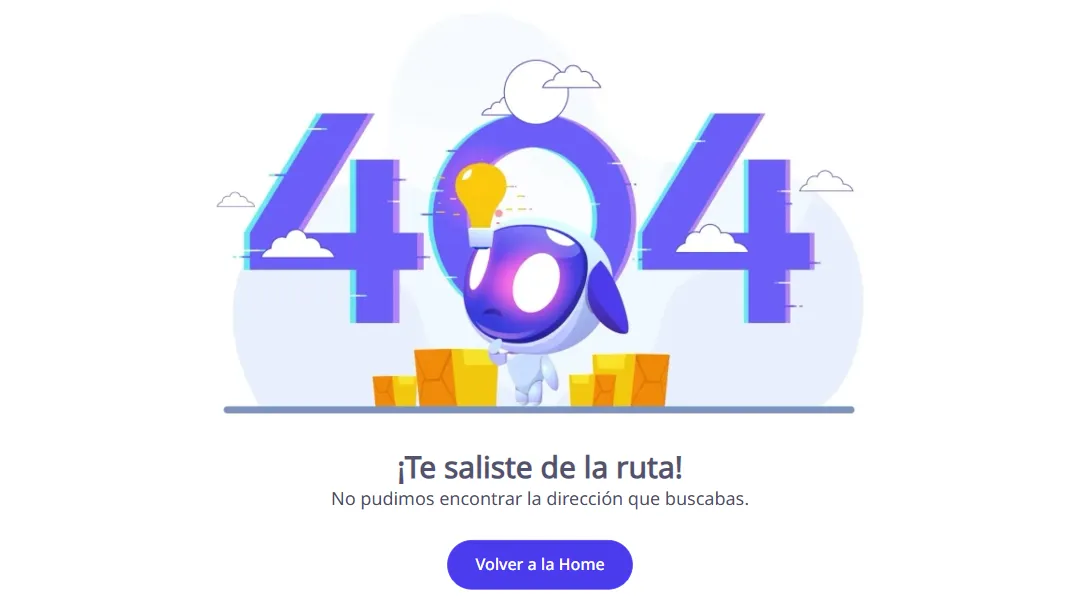 404
¡Te saliste de la ruta!
No pudimos encontrar la dirección que buscabas.
Volver a la Home